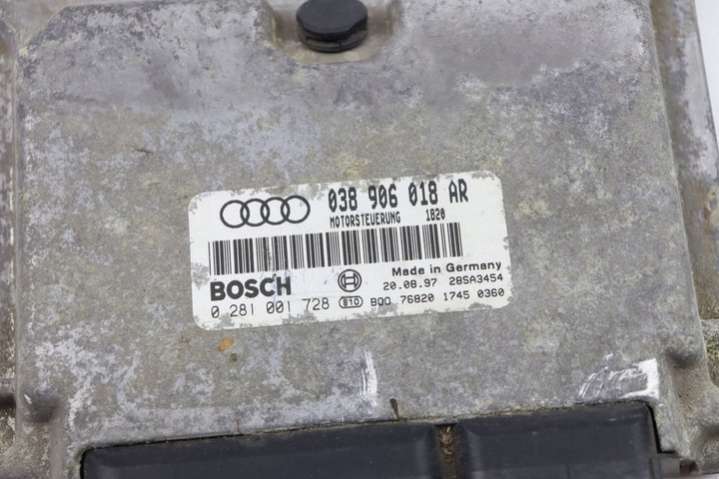 038 906 018 AR
MOTORSTEUERUNG 1820
BOSCH Made in Germany
20.08.97 28SA3454
0 281 001 728 BQQ 76820 1745 0360